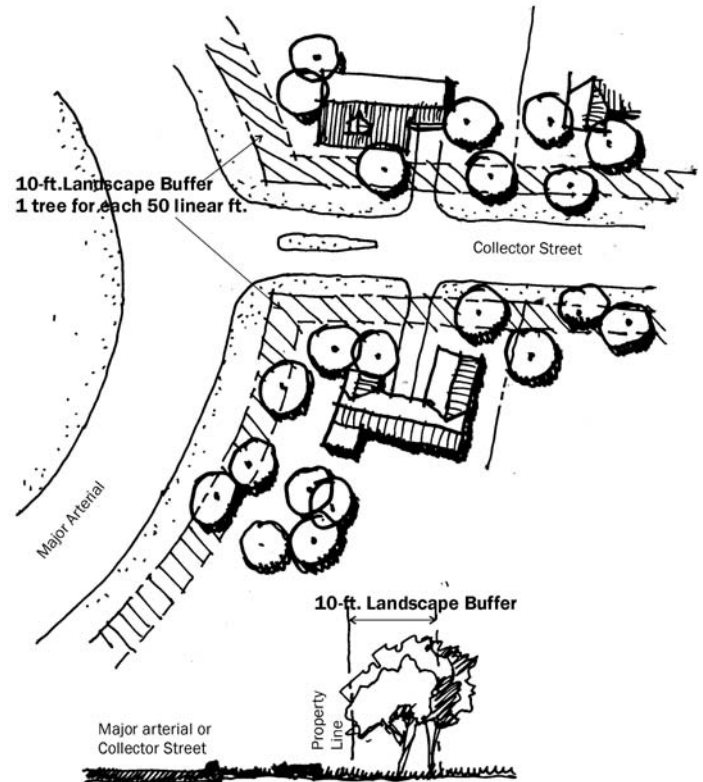 10-ft.Landscape Buffer
1 tree for each 50 linear ft.
Collector Street
Major Arterial
10-ft. Landscape Buffer
Property
Line
Major arterial or
Collector Street